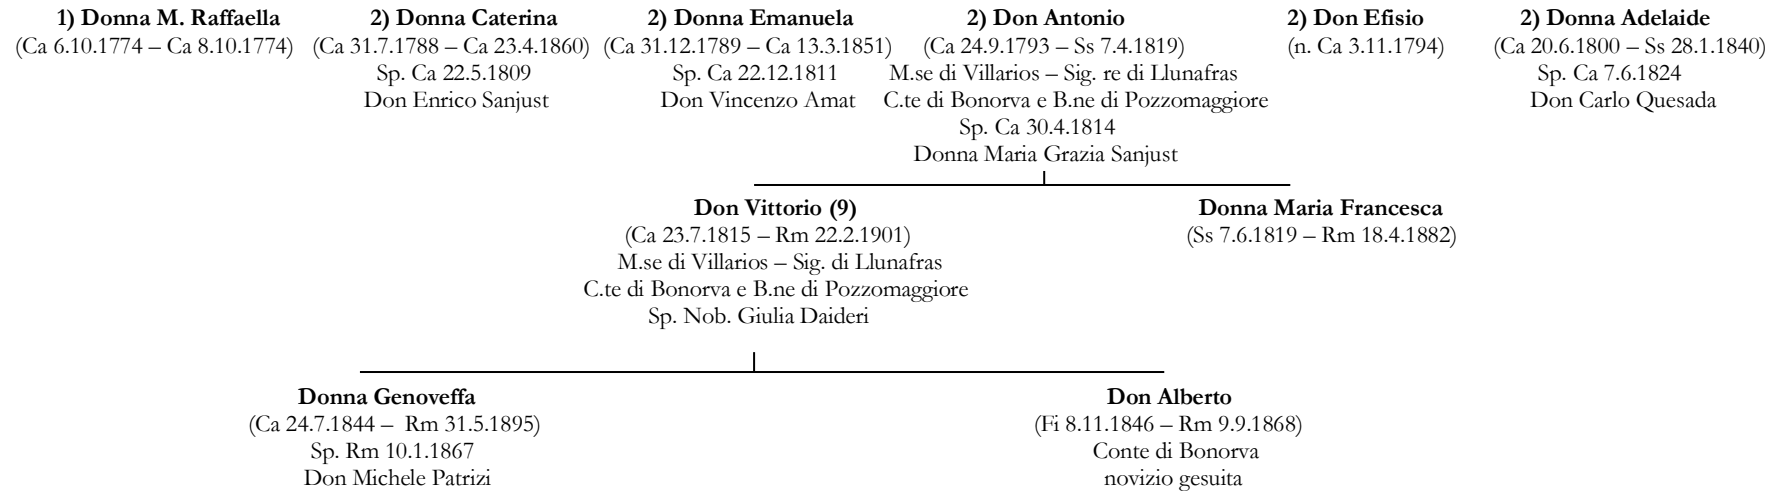 1) Donna M. Raffaella
(Ca 6.10.1774 – Ca 8.10.1774)
2) Donna Caterina
(Ca 31.7.1788 – Ca 23.4.1860)
Sp. Ca 22.5.1809
Don Enrico Sanjust
2) Donna Emanuela
(Ca 31.12.1789 – Ca 13.3.1851)
Sp. Ca 22.12.1811
Don Vincenzo Amat
2) Don Antonio
(Ca 24.9.1793 – Ss 7.4.1819)
M.se di Villarios – Sig. re di Llunafras
C.te di Bonorva e B.ne di Pozzomaggiore
Sp. Ca 30.4.1814
Donna Maria Grazia Sanjust
2) Don Efisio
(n. Ca 3.11.1794)
2) Donna Adelaide
(Ca 20.6.1800 – Ss 28.1.1840)
Sp. Ca 7.6.1824
Don Carlo Quesada
Don Vittorio (9)
(Ca 23.7.1815 – Rm 22.2.1901)
M.se di Villarios – Sig. di Llunafras
C.te di Bonorva e B.ne di Pozzomaggiore
Sp. Nob. Giulia Daideri
Donna Maria Francesca
(Ss 7.6.1819 – Rm 18.4.1882)
Donna Genoveffa
(Ca 24.7.1844 – Rm 31.5.1895)
Sp. Rm 10.1.1867
Don Michele Patrizi
Don Alberto
(Fi 8.11.1846 – Rm 9.9.1868)
Conte di Bonorva
novizio gesuita